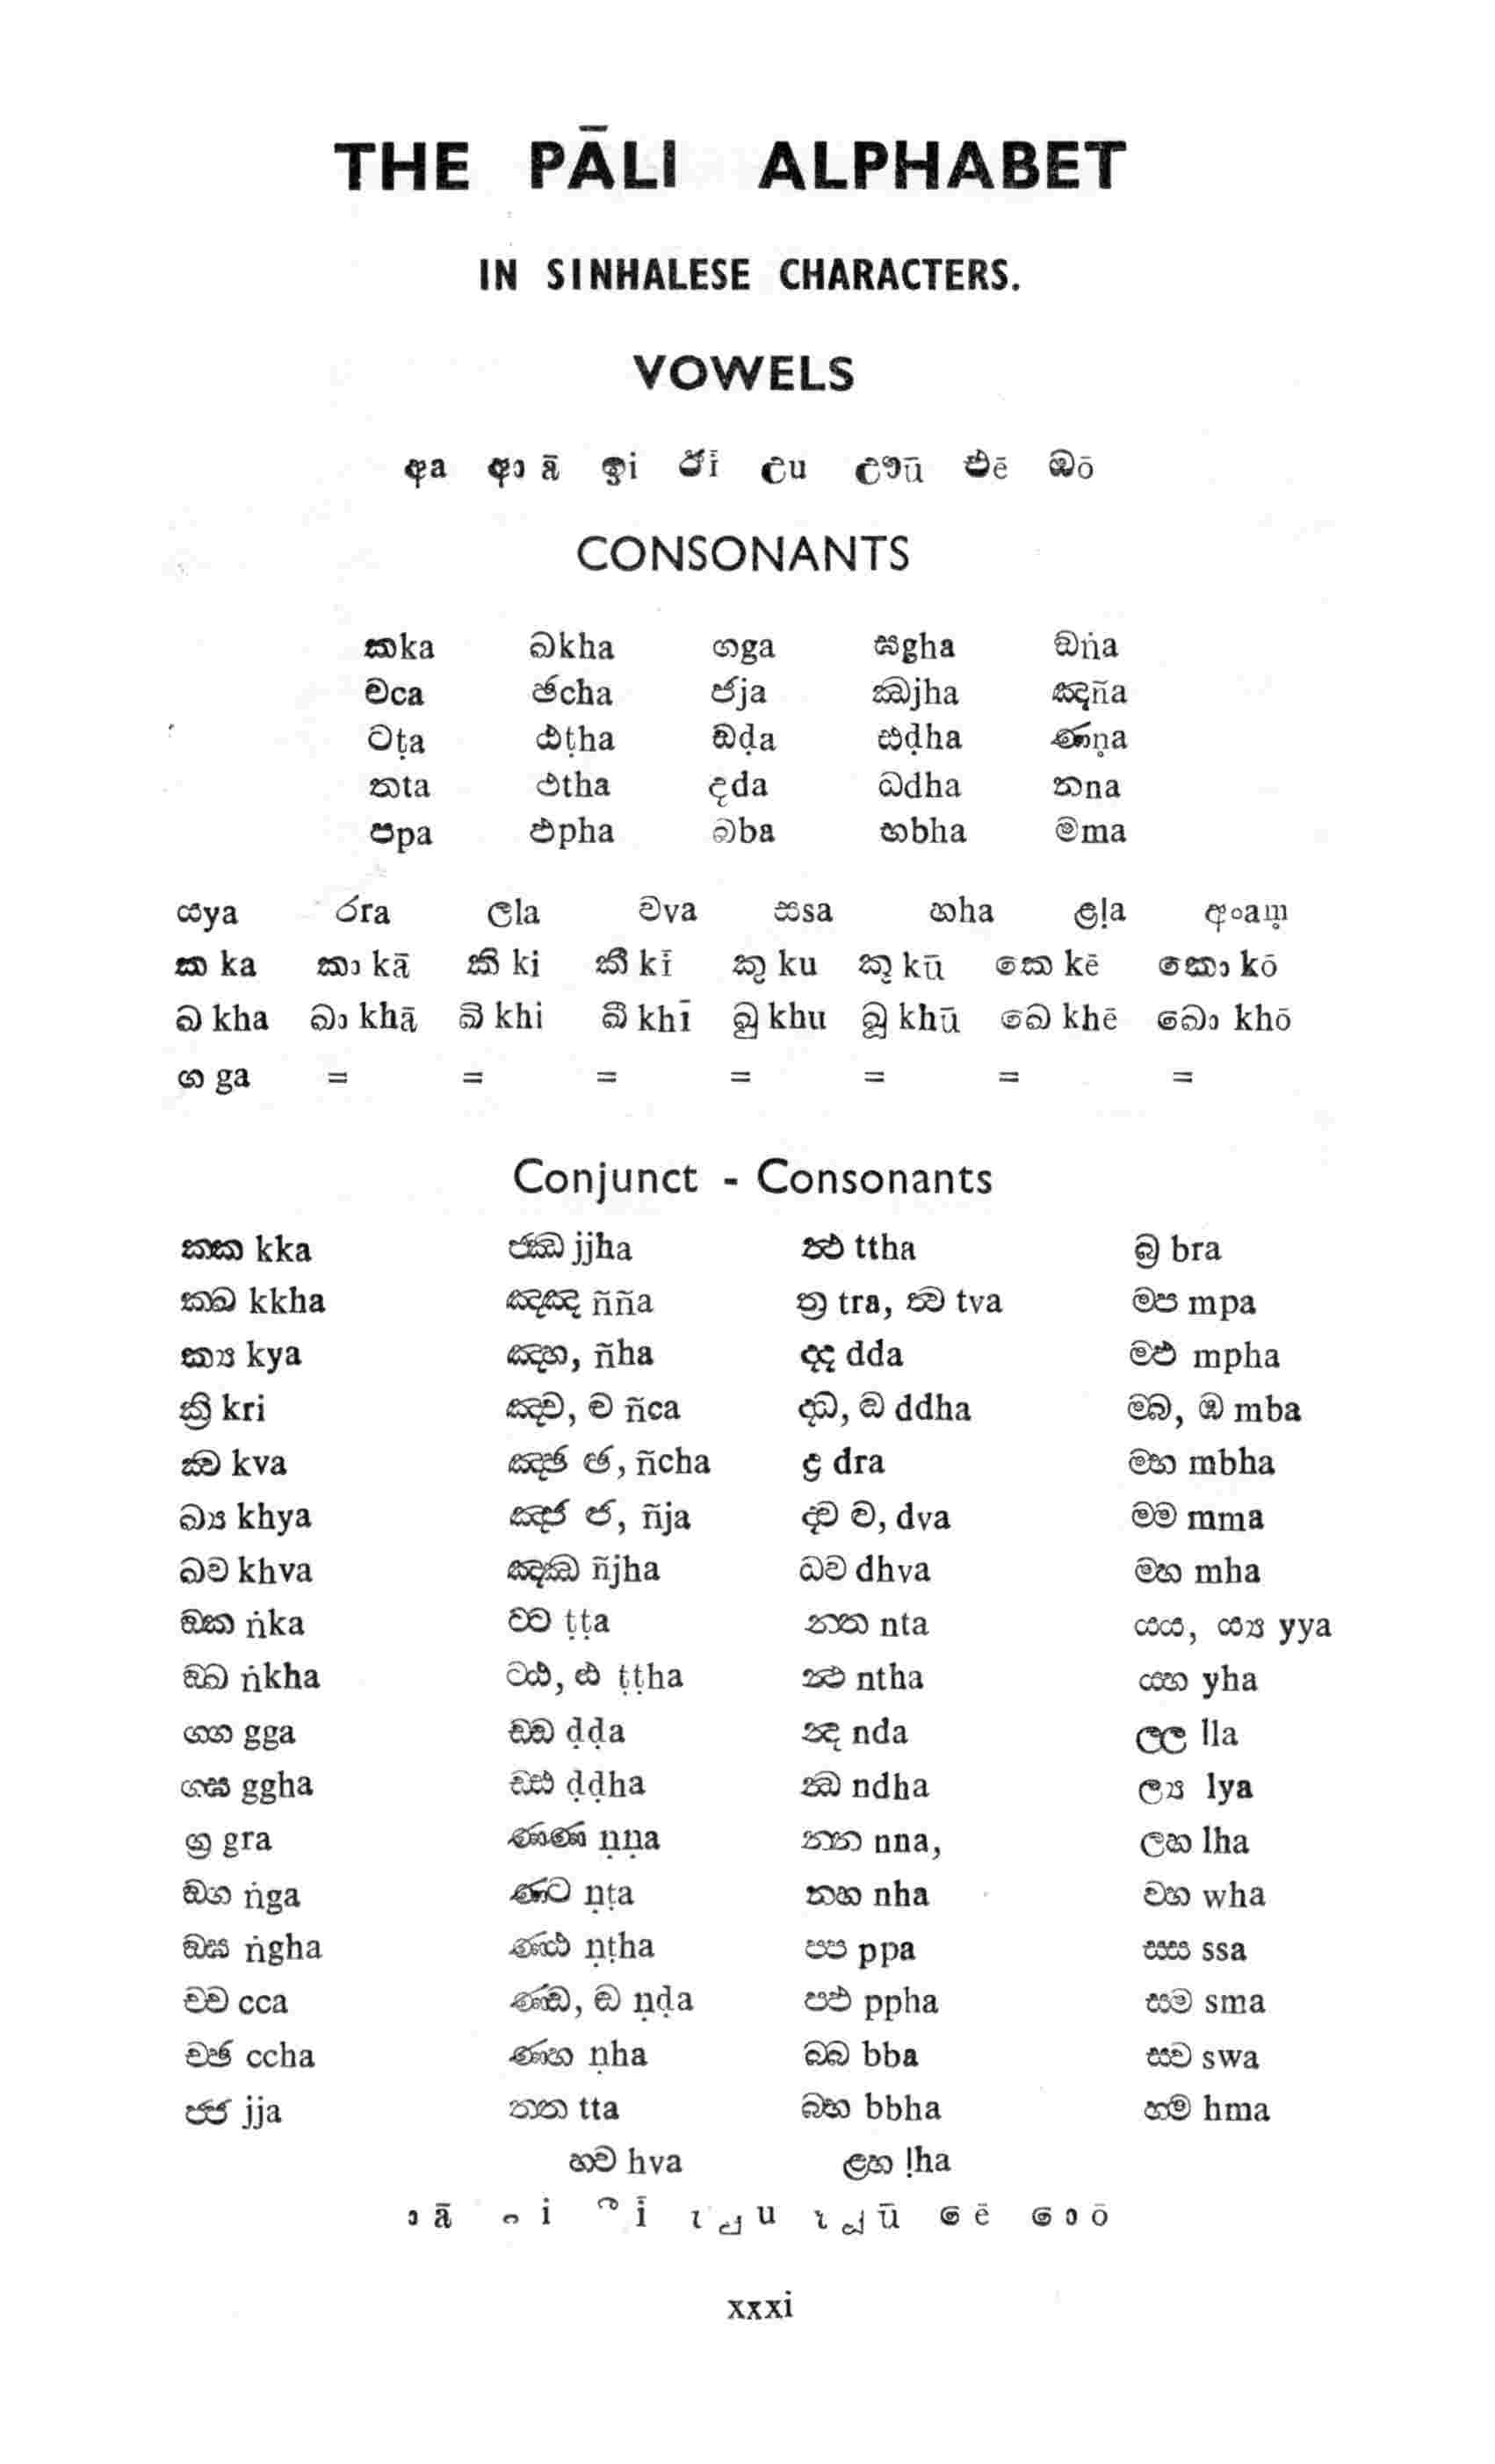 THE PĀLI ALPHABET
IN SINHALESE CHARACTERS.
VOWELS
අa ආ ā ඉi ඊī උu ඌū එē ඔō
CONSONANTS
කka ඛkha ගga ඝgha ඞṅa
චca ඡcha ජja ඣjha ඤña
ටṭa ඨṭha ඩḍa ඪḍha ණṇa
තta ථtha දda ධdha නna
පpa ඵpha බba භbha මma
යya රra ලla වva සsa හha ළḷa අංaṃ
ක ka කා kā කි ki කී kī කු ku කූ kū කෙ kē කො kō
ඛ kha ඛා khā ඛි khi ඛී khī ඛු khu ඛූ khū ඛෙ khē ඛො khō
ග ga = = = = = = =
Conjunct - Consonants
ක‍්ක kka ජ‍්ඣ jjha ත්‍ථ ttha බ්‍ර bra
ක‍්ඛ kkha ඤ‍්ඤ ñña ත්‍ර tra, ත්‍ව tva ම‍්ප mpa
ක්‍ය kya ඤ‍්හ, ñha ද‍්ද dda ම‍්ඵ mpha
ක්‍රි kri ඤ‍්ච, ñca ද‍්ධ, ddha ම‍්බ, ඹ mba
ක්‍ව kva ඤ‍්ඡ , ñcha ද්‍ර dra ම‍්භ mbha
ඛ්‍ය khya ඤ‍්ජ , ñja ද‍්ව , dva ම‍්ම mma
ඛ‍්ව khva ඤ‍්ඣ ñjha ධ‍්ව dhva ම‍්හ mha
ඞ‍්ක ṅka ට‍්ට ṭṭa න‍්ත nta ය‍්ය, ය්‍ය yya
ඞ‍්ඛ ṅkha ට‍්ඨ, ṭṭha න්‍ථ ntha ය‍්හ yha
ග‍්ග gga ඩ‍්ඩ ḍḍa න්‍ද nda ල‍්ල lla
ග‍්ඝ ggha ඩ‍්ඪ ḍḍha න්‍ධ ndha ල්‍ය lya
ග්‍ර gra ණ‍්ණ ṇṇa න‍්න nna, ල‍්හ lha
ඞ‍්ග ṅga ණ‍්ට ṇṭa න‍්හ nha ව‍්හ wha
ඞ‍්ඝ ṅgha ණ‍්ඨ ṇṭha ප‍්ප ppa ස‍්ස ssa
ච‍්ච cca ණ‍්ඩ, ඬ ṇḍa ප‍්ඵ ppha ස‍්ම sma
ච‍්ඡ ccha ණ‍්හ ṇha බ‍්බ bba ස‍්ව swa
ජ‍්ජ jja ත‍්ත tta බ‍්භ bbha හ‍්ම hma
හ‍්ව hva ළ‍්හ ḷha
ා ā ි i ී ī ු u ූ ū ෙ ē ො ō
xxxi